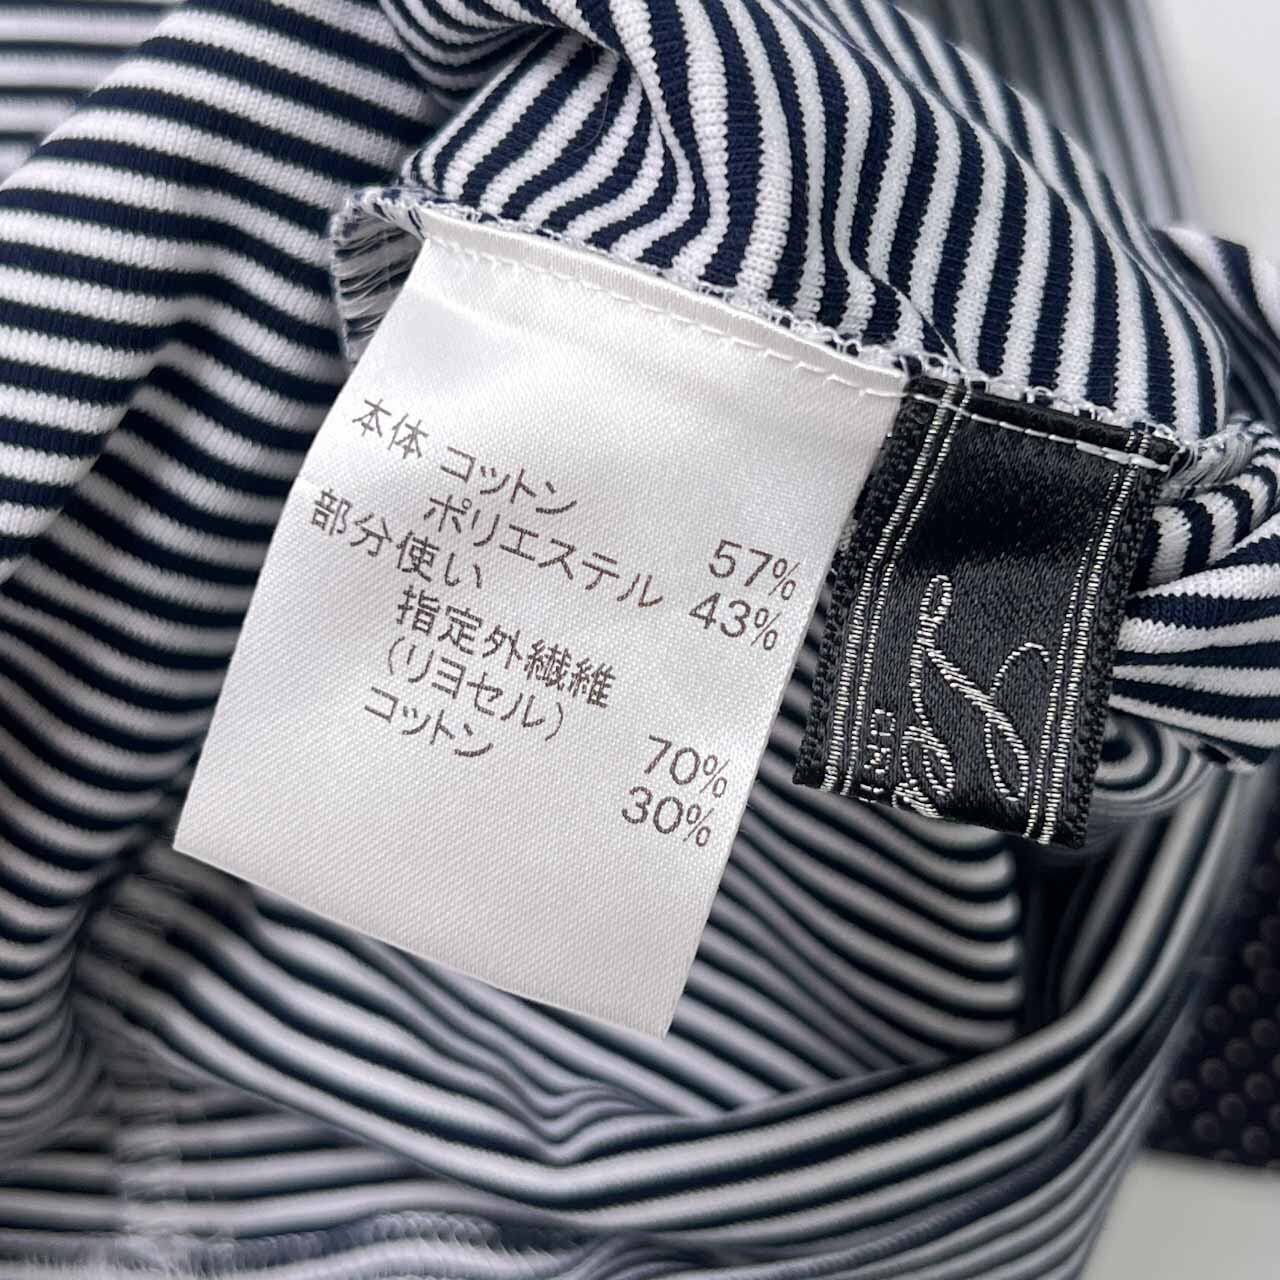 本体 コットン 57%
ポリエステル 43%
部分使い
指定外繊維
(リヨセル) 70%
コットン 30%